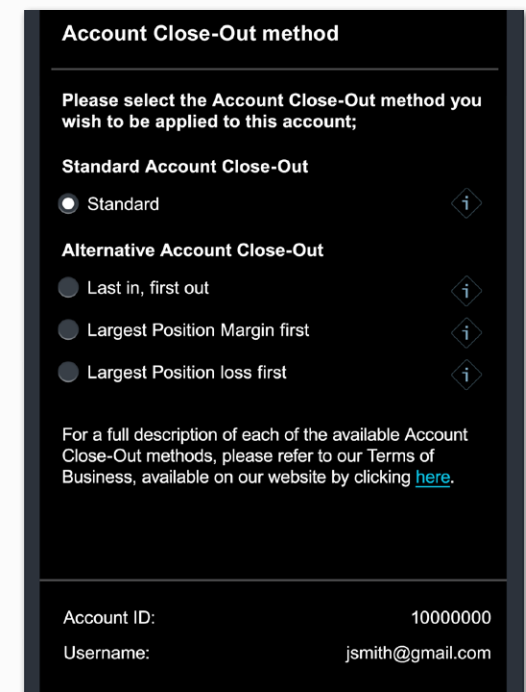 Account Close-Out method
Please select the Account Close-Out method you
wish to be applied to this account;
Standard Account Close-Out
Standard
i
Alternative Account Close-Out
Last in, first out
i
Largest Position Margin first
i
Largest Position loss first
i
For a full description of each of the available Account
Close-Out methods, please refer to our Terms of
Business, available on our website by clicking here.
Account ID: 10000000
Username: jsmith@gmail.com